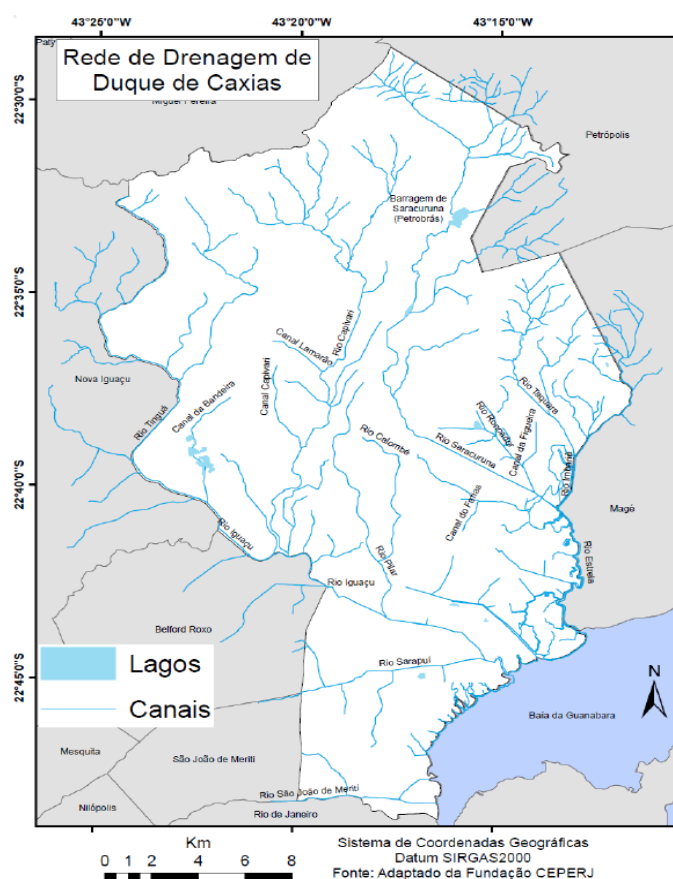 43°25'0"W
43°20'0"W
43°15'0"W
Paty
Rede de Drenagem de
Duque de Caxias
Miguel Pereira
22°30'0"S
Petrópolis
Barragem de
Saracuruna
(Petrobrás)
22°35'0"S
Canal Lamarão
Rio Capivari
Nova Iguaçu
Canal Capivari
Canal da Bandeira
Rio Tinguá
Rio Taquara
Rio Roncador
Canal da Figueira
Rio Calombé
Rio Saracuruna
Rio Imbariê
22°40'0"S
Canal do Farias
Magé
Rio Iguaçu
Rio Pilar
Rio Estrela
Rio Iguaçu
Belford Roxo
Lagos
Rio Sarapuí
22°45'0"S
N
Canais
Baía da Guanabara
Mesquita
São João de Meriti
Rio São João de Meriti
Nilópolis
Rio de Janeiro
Km
0 1 2 4 6 8
Sistema de Coordenadas Geográficas
Datum SIRGAS2000
Fonte: Adaptado da Fundação CEPERJ